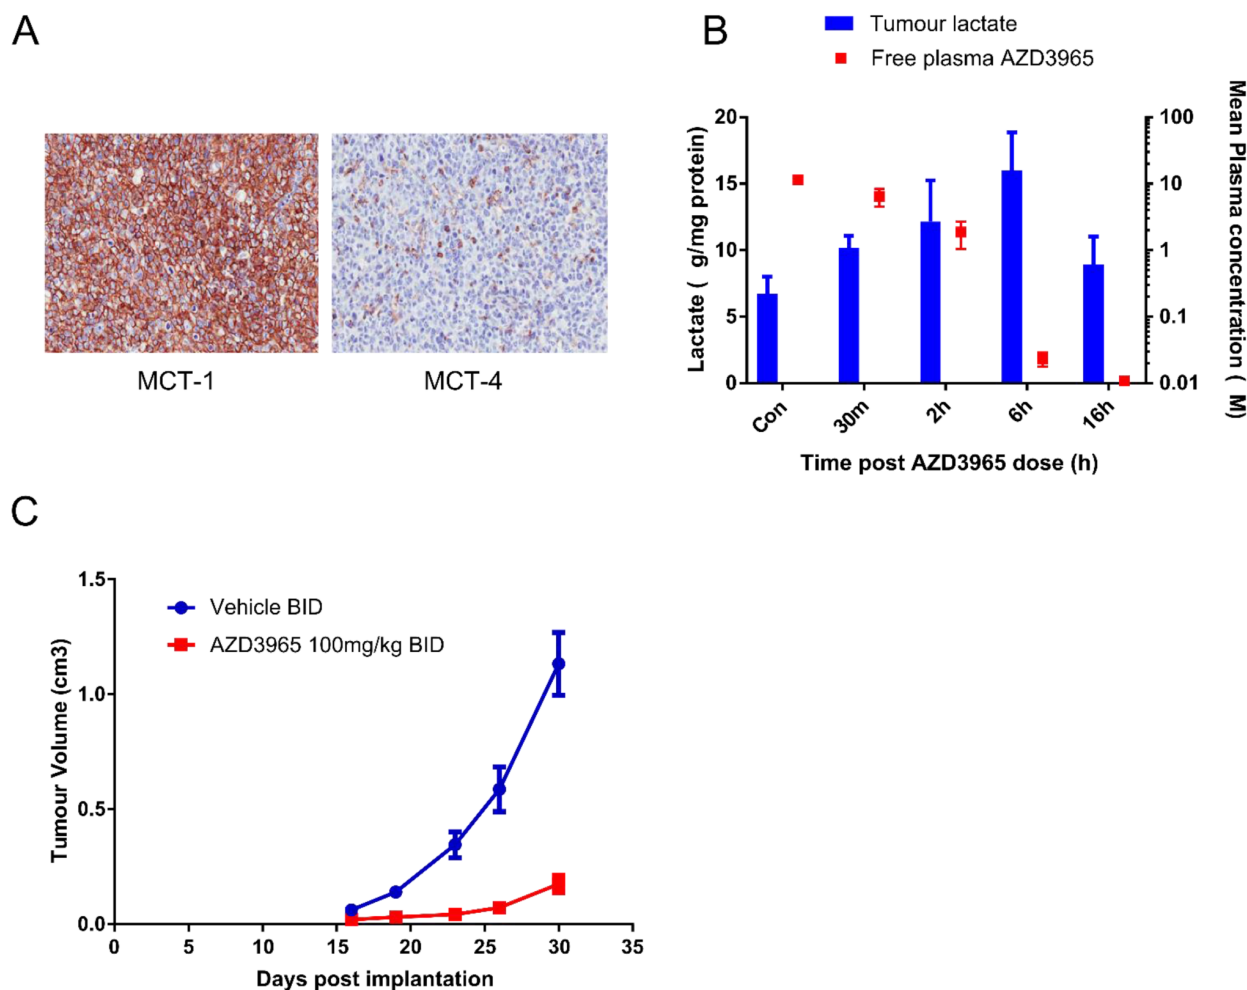 A
MCT-1
MCT-4
B
Tumour lactate
Free plasma AZD3965
20
15
10
5
0
Lactate ( g/mg protein)
100
10
1
0.1
0.01
Mean Plasma concentration ( M)
Con
30m
2h
6h
16h
Time post AZD3965 dose (h)
C
Vehicle BID
AZD3965 100mg/kg BID
1.5
1.0
0.5
0.0
Tumour Volume (cm3)
0
5
10
15
20
25
30
35
Days post implantation